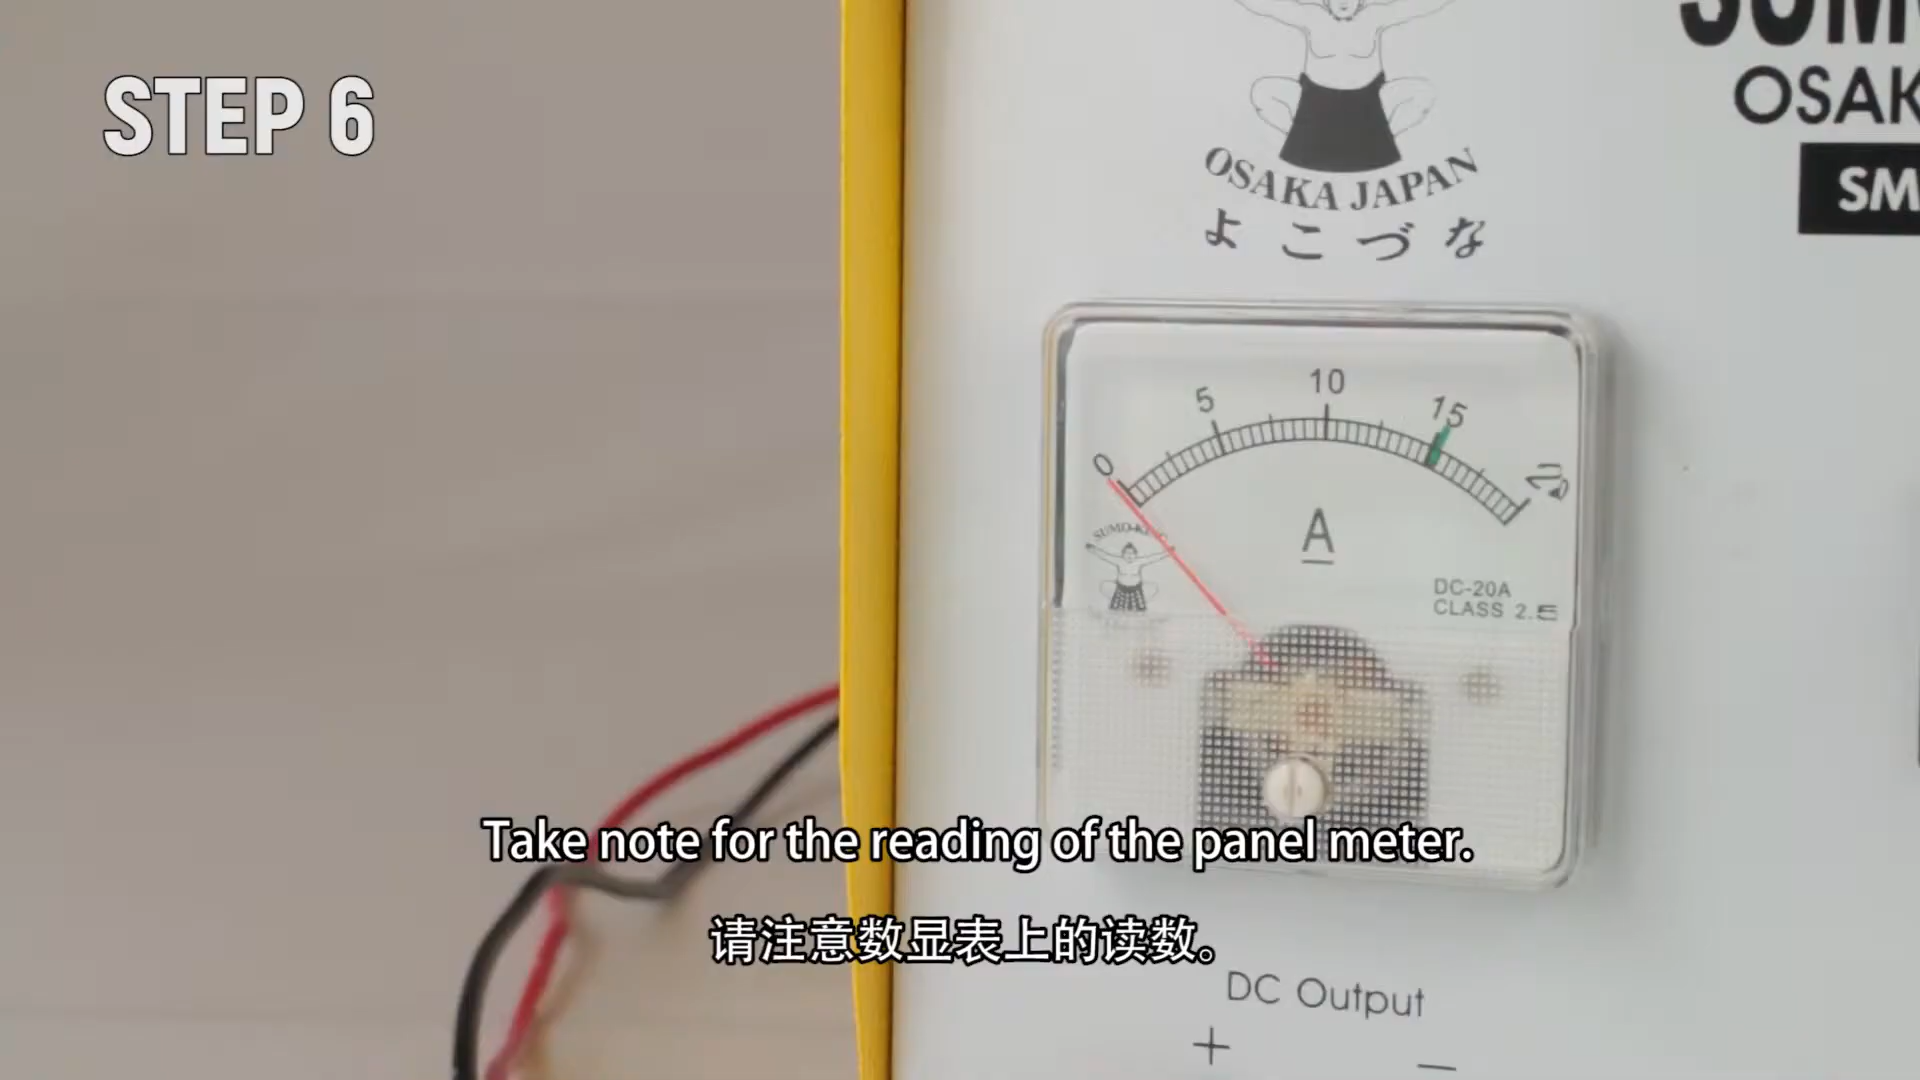 STEP 6
OSAKA JAPAN
よこづな
SM
0
5
10
15
20
A
DC-20A
CLASS 2.5
Take note for the reading of the panel meter.
请注意数显表上的读数。
DC Output
+ −